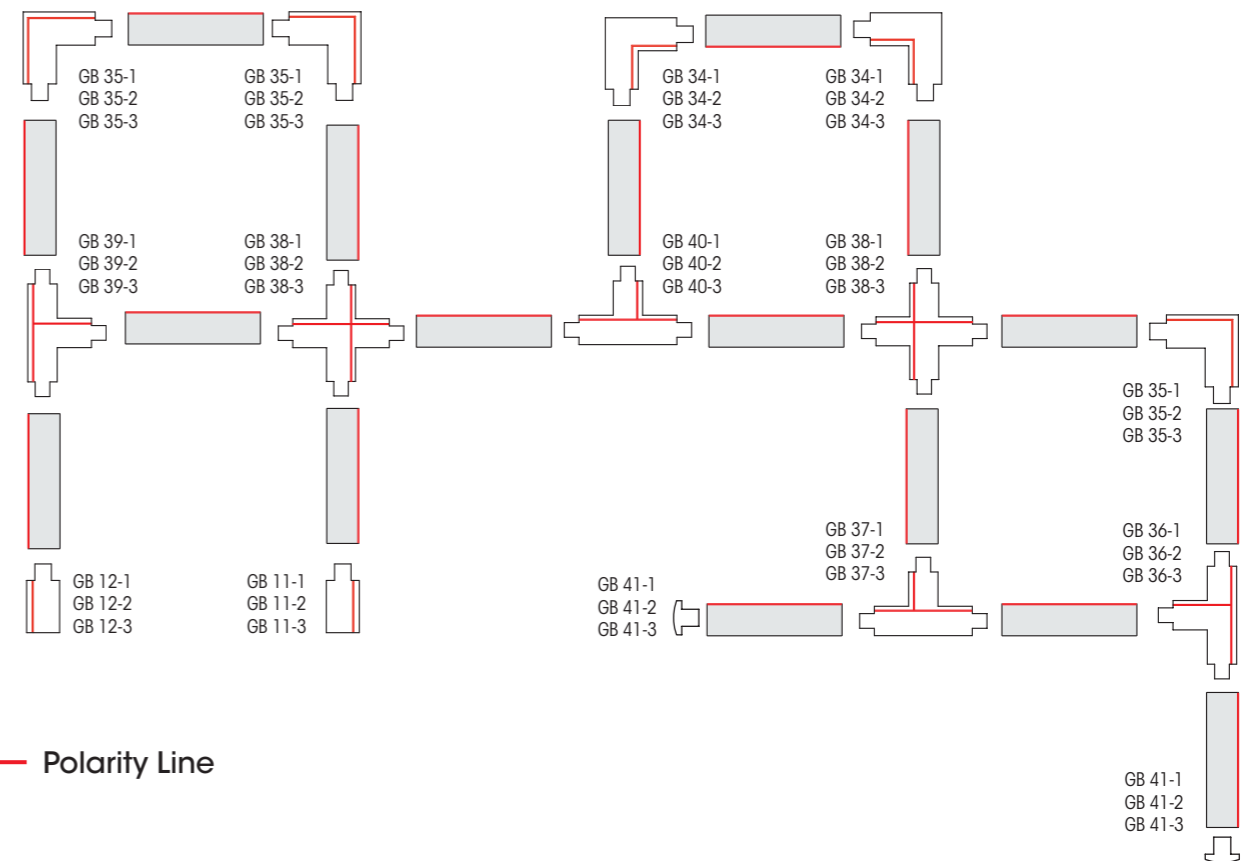 GB 35-1
GB 35-2
GB 35-3
GB 35-1
GB 35-2
GB 35-3
GB 34-1
GB 34-2
GB 34-3
GB 34-1
GB 34-2
GB 34-3
GB 39-1
GB 39-2
GB 39-3
GB 38-1
GB 38-2
GB 38-3
GB 40-1
GB 40-2
GB 40-3
GB 38-1
GB 38-2
GB 38-3
GB 35-1
GB 35-2
GB 35-3
GB 12-1
GB 12-2
GB 12-3
GB 11-1
GB 11-2
GB 11-3
GB 41-1
GB 41-2
GB 41-3
GB 37-1
GB 37-2
GB 37-3
GB 36-1
GB 36-2
GB 36-3
Polarity Line
GB 41-1
GB 41-2
GB 41-3